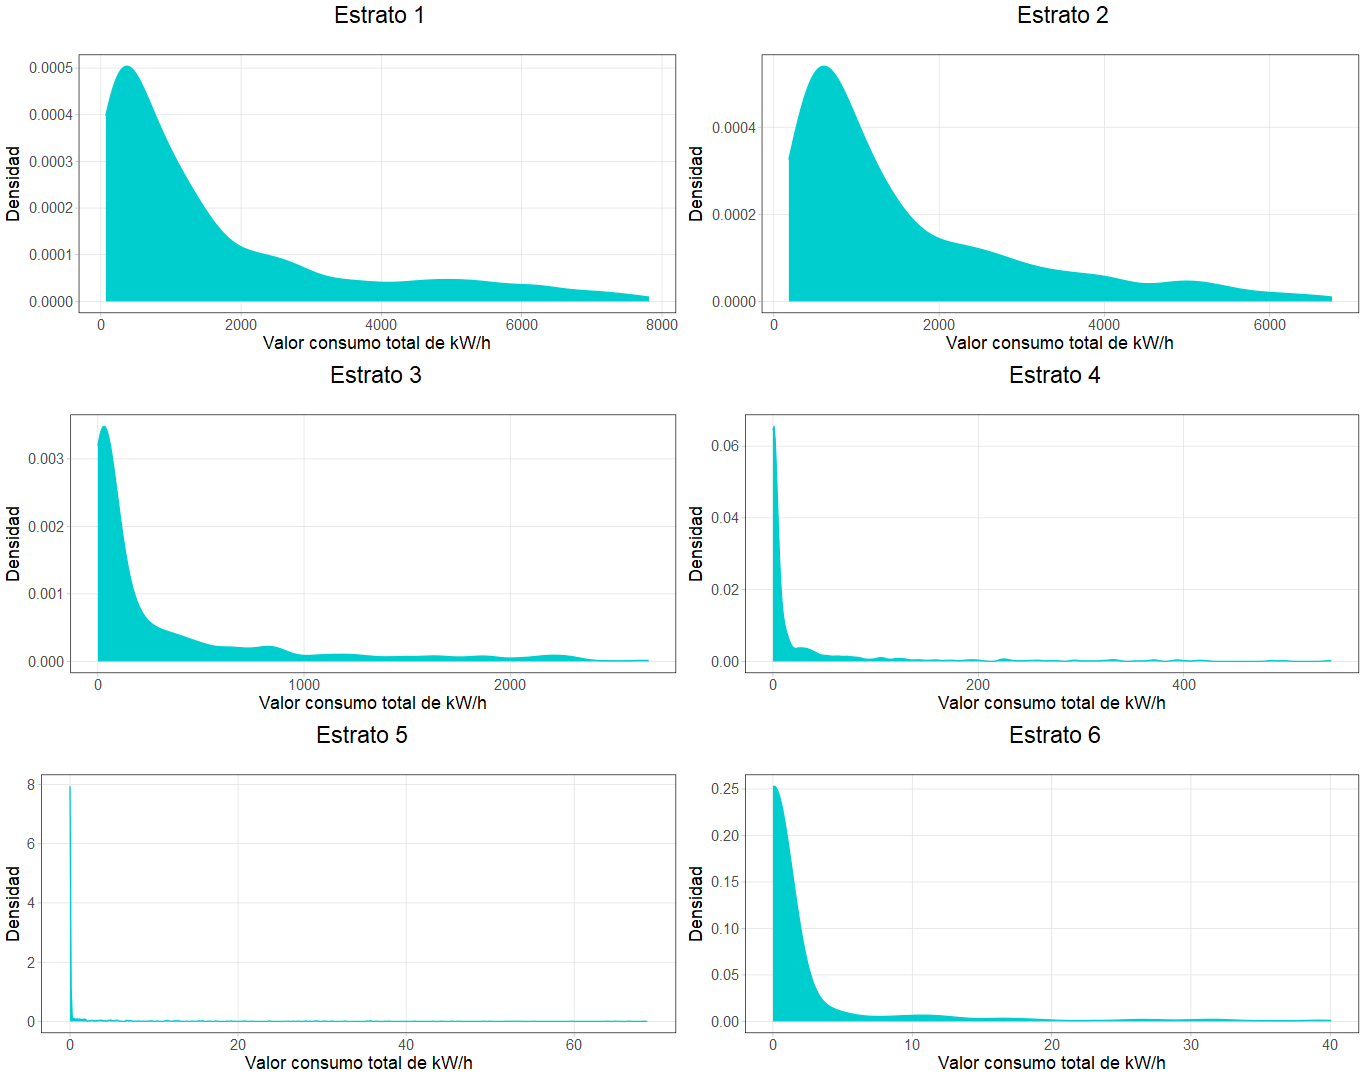 Estrato 1
Densidad
0.0005
0.0004
0.0003
0.0002
0.0001
0.0000
0 2000 4000 6000 8000
Valor consumo total de kW/h
Estrato 2
Densidad
0.0004
0.0002
0.0000
0 2000 4000 6000
Valor consumo total de kW/h
Estrato 3
Densidad
0.003
0.002
0.001
0.000
0 1000 2000
Valor consumo total de kW/h
Estrato 4
Densidad
0.06
0.04
0.02
0.00
0 200 400
Valor consumo total de kW/h
Estrato 5
Densidad
8
6
4
2
0
0 20 40 60
Valor consumo total de kW/h
Estrato 6
Densidad
0.25
0.20
0.15
0.10
0.05
0.00
0 10 20 30 40
Valor consumo total de kW/h